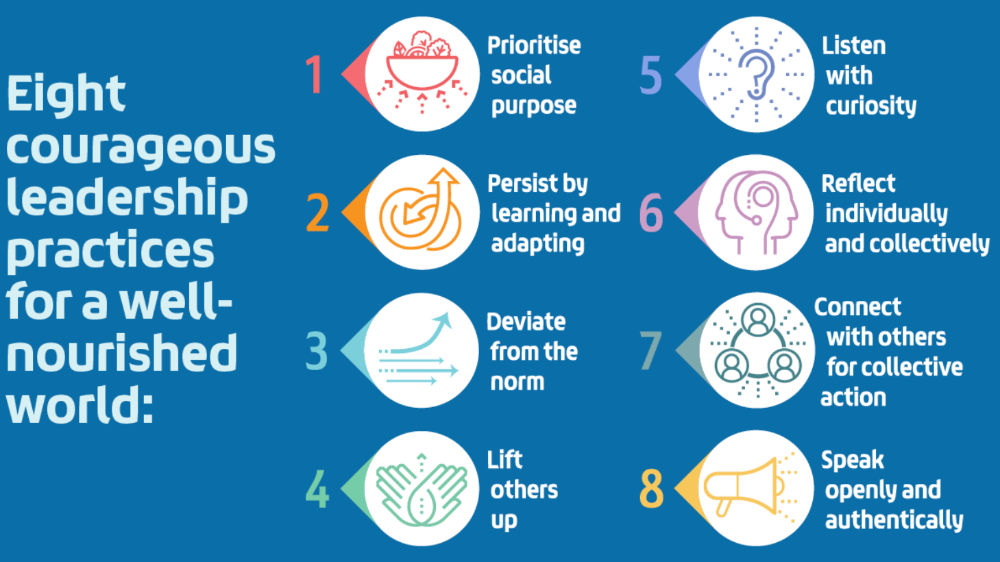 Eight
courageous
leadership
practices
for a well-
nourished
world:
1
Prioritise
social
purpose
2
Persist by
learning and
adapting
3
Deviate
from the
norm
4
Lift
others
up
5
Listen
with
curiosity
6
Reflect
individually
and collectively
7
Connect
with others
for collective
action
8
Speak
openly and
authentically